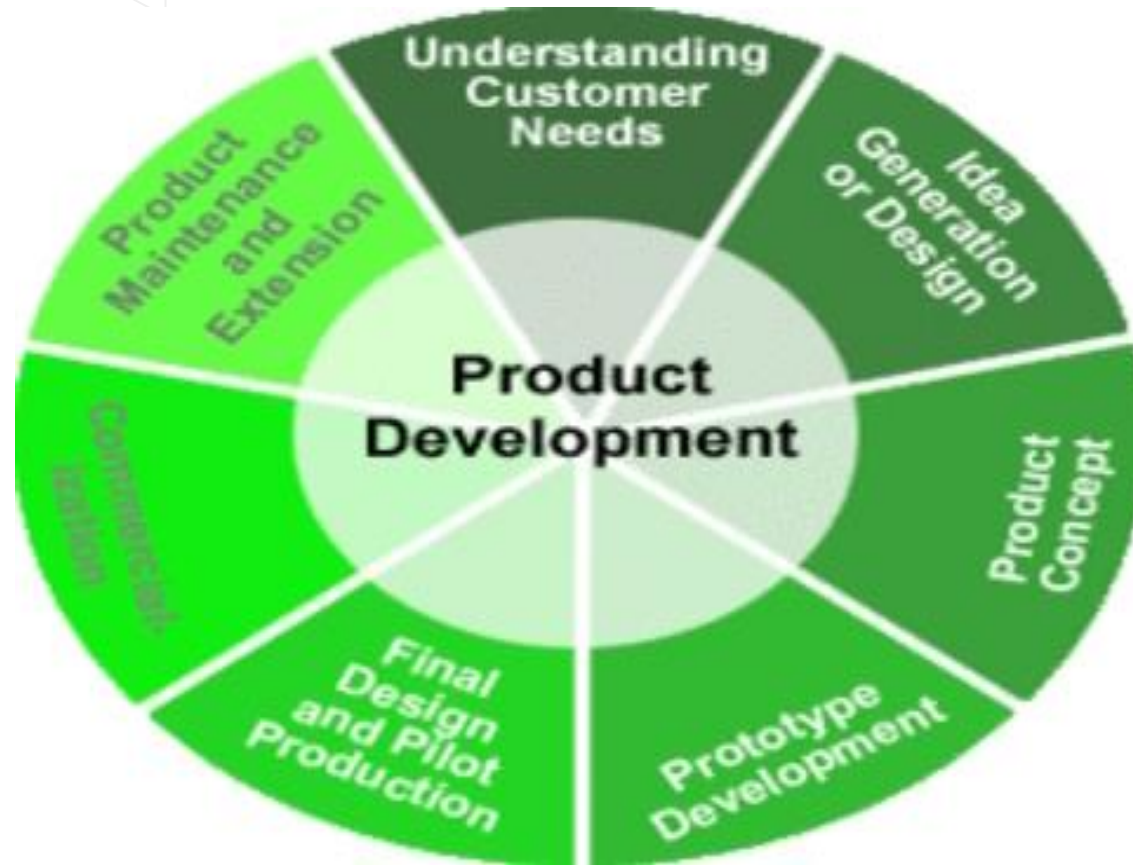 Understanding
Customer
Needs
Idea
Generation
or Design
Product
Concept
Prototype
Development
Final
Design
and Pilot
Production
Commercial-
ization
Product
Maintenance
and
Extension
Product
Development